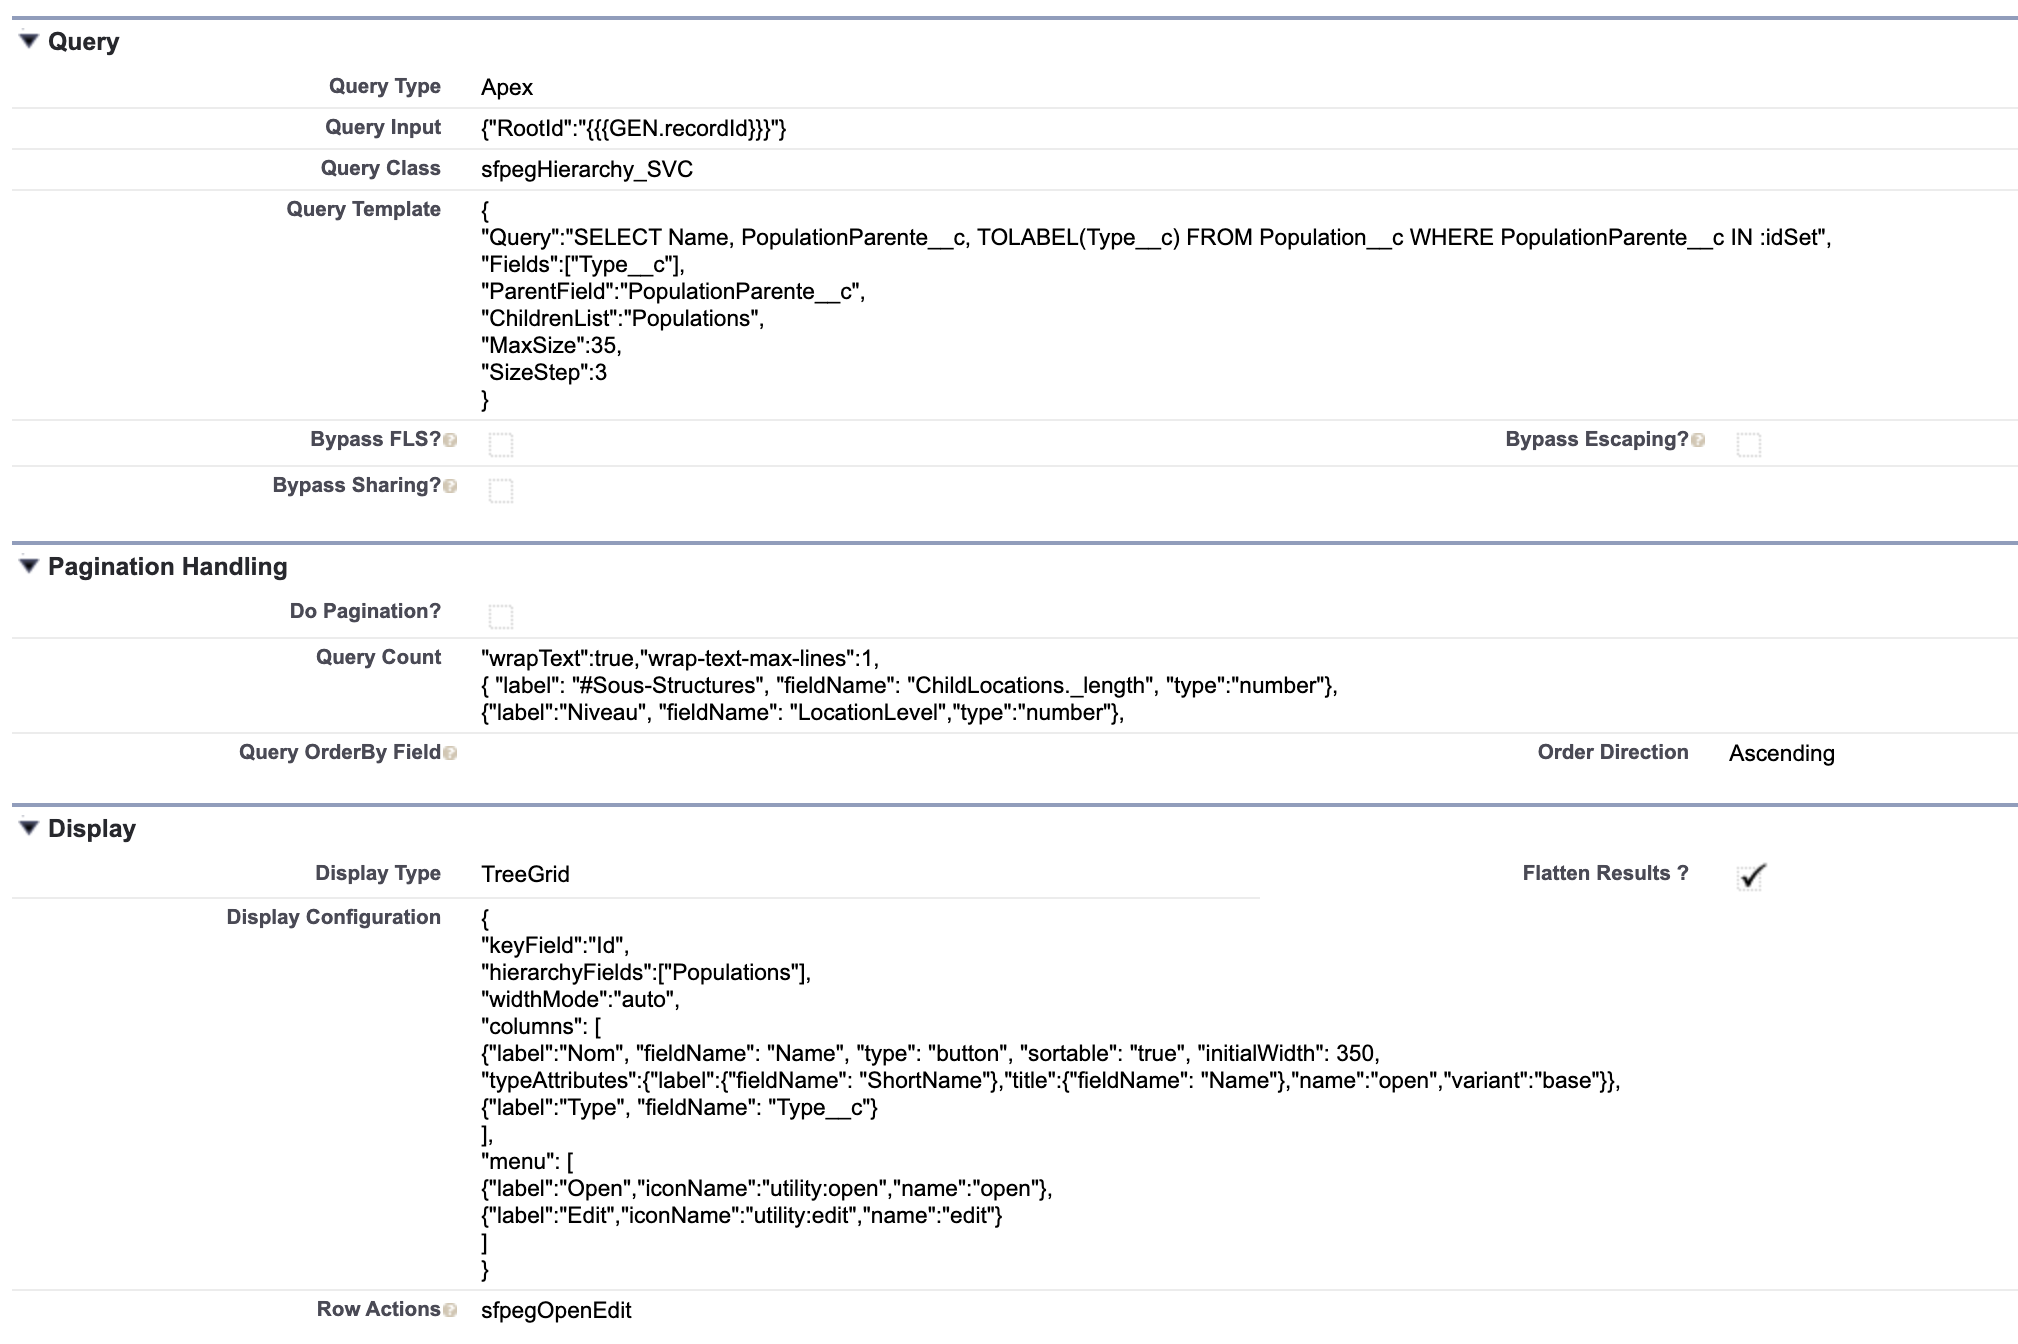 Query
Query Type Apex
Query Input {"RootId":"{{{GEN.recordId}}}"}
Query Class sfpegHierarchy_SVC
Query Template {
"Query":"SELECT Name, PopulationParente__c, TOLABEL(Type__c) FROM Population__c WHERE PopulationParente__c IN :idSet",
"Fields":["Type__c"],
"ParentField":"PopulationParente__c",
"ChildrenList":"Populations",
"MaxSize":35,
"SizeStep":3
}
Bypass FLS? ? Bypass Escaping? ?
Bypass Sharing? ?
Pagination Handling
Do Pagination?
Query Count "wrapText":true,"wrap-text-max-lines":1,
{ "label": "#Sous-Structures", "fieldName": "ChildLocations._length", "type":"number"},
{"label":"Niveau", "fieldName": "LocationLevel","type":"number"},
Query OrderBy Field ? Order Direction Ascending
Display
Display Type TreeGrid Flatten Results ?
Display Configuration {
"keyField":"Id",
"hierarchyFields":["Populations"],
"widthMode":"auto",
"columns": [
{"label":"Nom", "fieldName": "Name", "type": "button", "sortable": "true", "initialWidth": 350,
"typeAttributes":{"label":{"fieldName": "ShortName"},"title":{"fieldName": "Name"},"name":"open","variant":"base"}},
{"label":"Type", "fieldName": "Type__c"}
],
"menu": [
{"label":"Open","iconName":"utility:open","name":"open"},
{"label":"Edit","iconName":"utility:edit","name":"edit"}
]
}
Row Actions ? sfpegOpenEdit